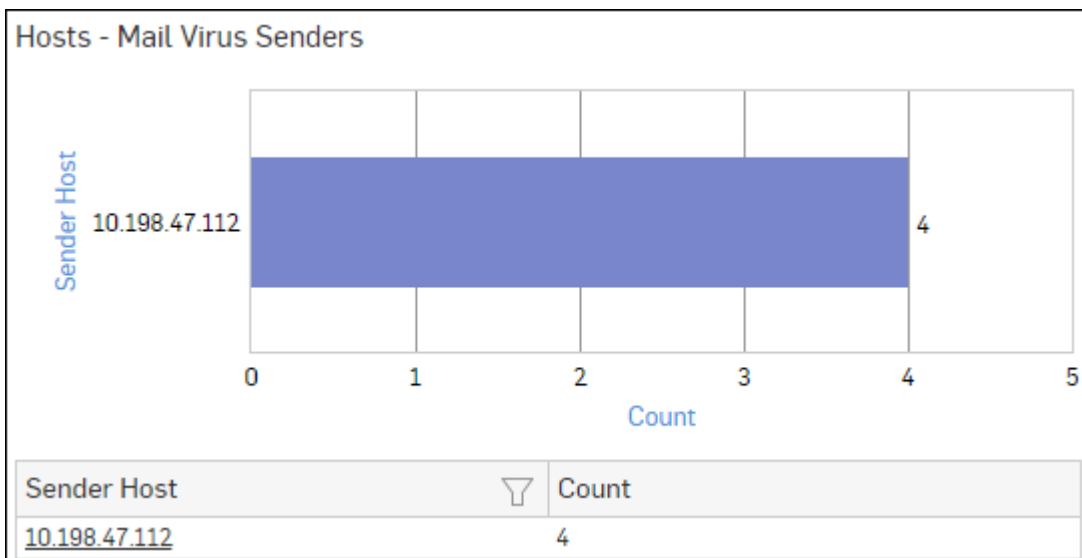 Hosts - Mail Virus Senders
Sender Host
10.198.47.112
4
0 1 2 3 4 5
Count
Sender Host Count
10.198.47.112 4